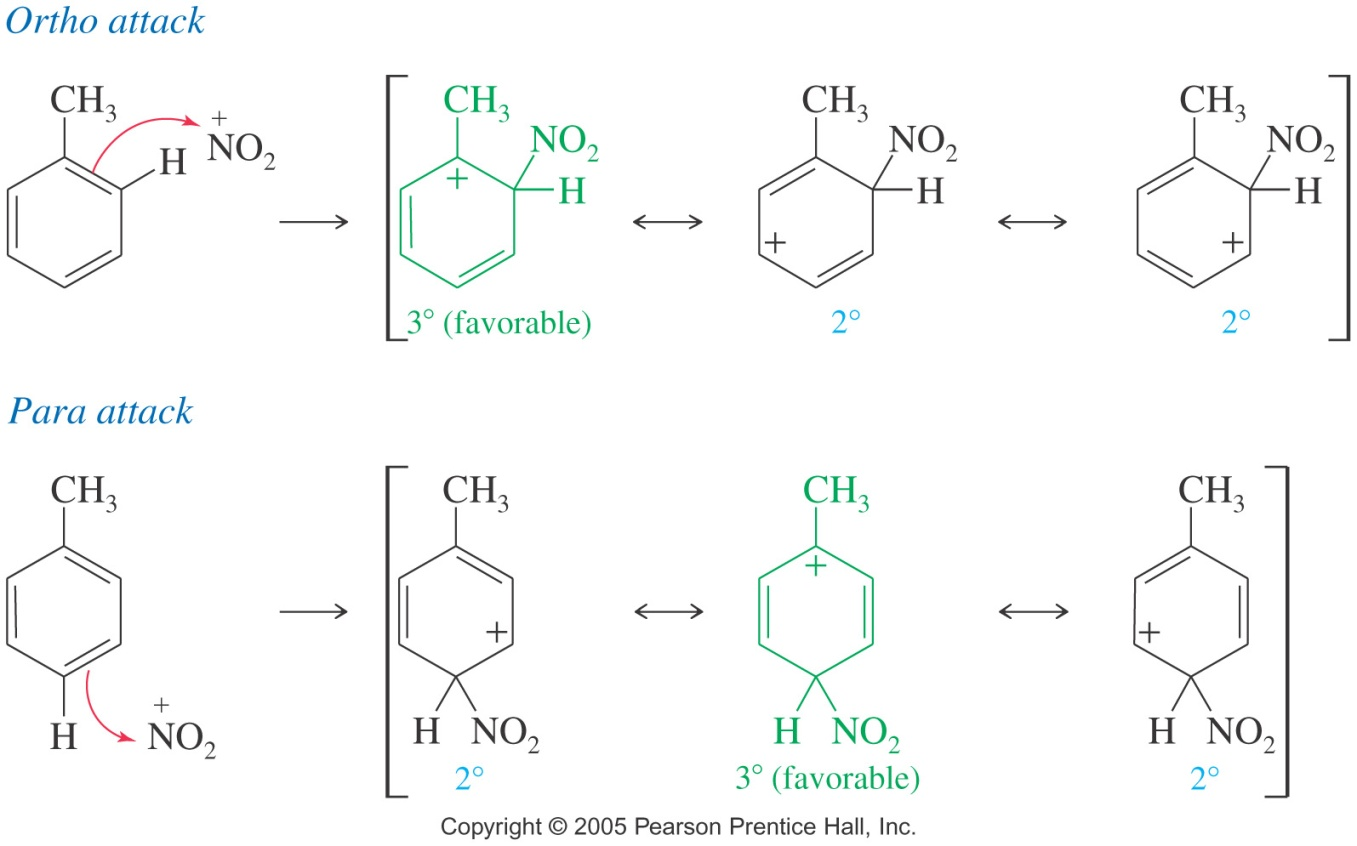 Ortho attack
CH3 CH3 CH3 CH3
+
H NO2 NO2 NO2 NO2
+ H H H
+ +
3° (favorable) 2° 2°
Para attack
CH3 CH3 CH3 CH3
+
+ +
+
H NO2 H NO2 H NO2 H NO2
2° 3° (favorable) 2°
Copyright © 2005 Pearson Prentice Hall, Inc.